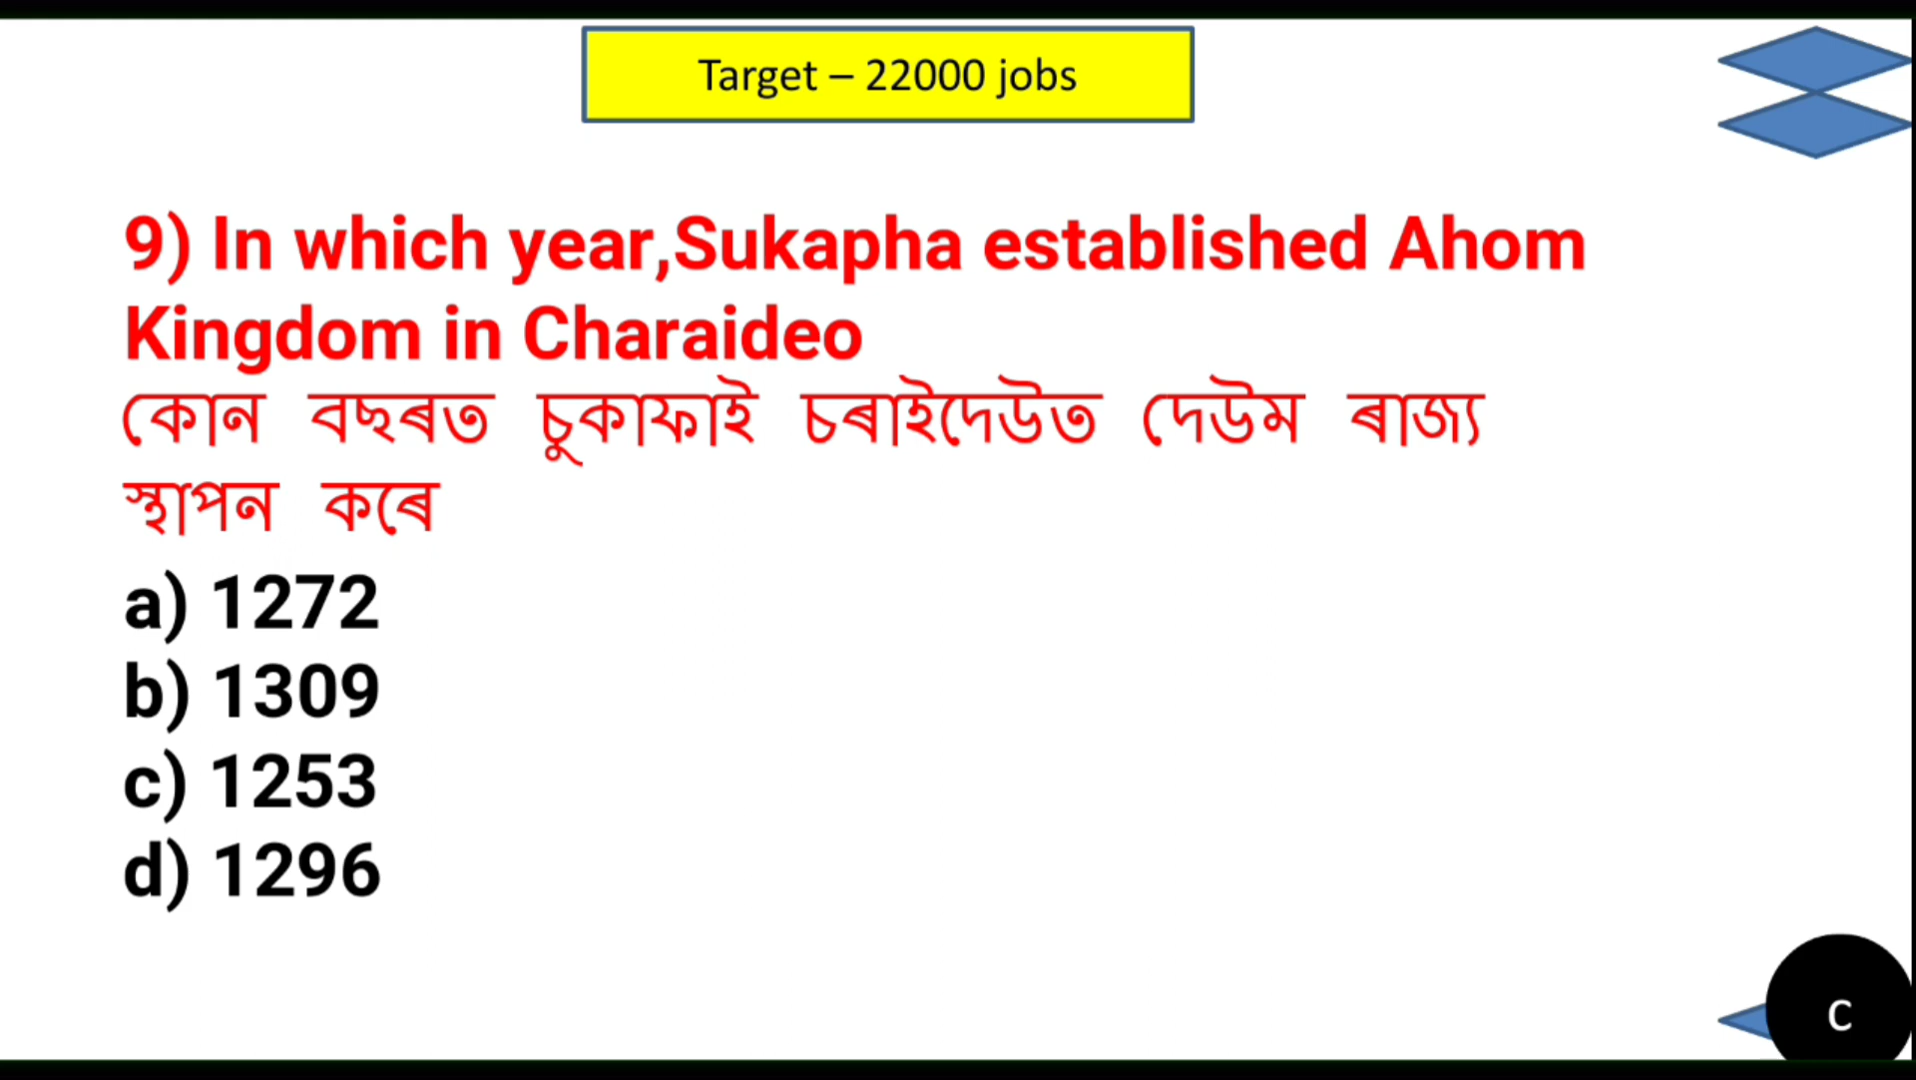 Target – 22000 jobs
9) In which year,Sukapha established Ahom
Kingdom in Charaideo
কোন বছৰত চুকাফাই চৰাইদেউত দেউম ৰাজ্য
স্থাপন কৰে
a) 1272
b) 1309
c) 1253
d) 1296
C